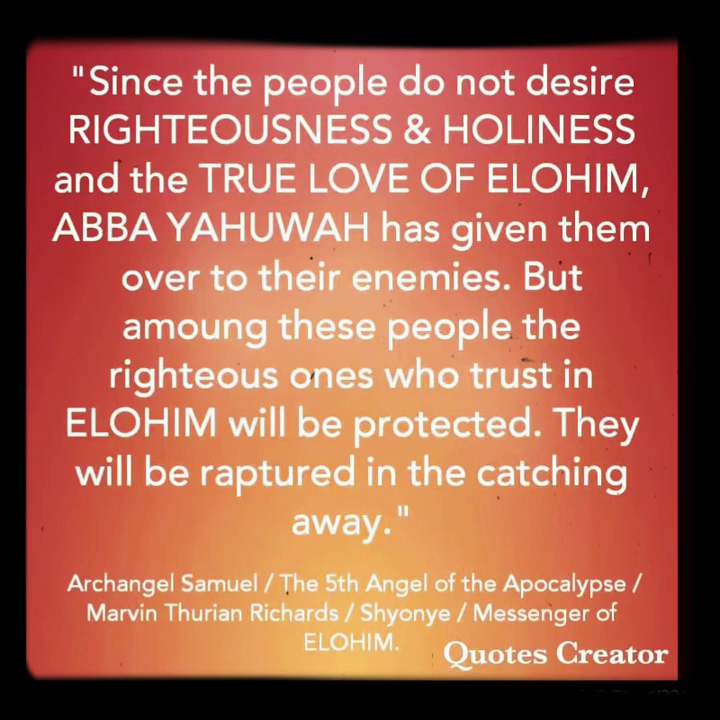 "Since the people do not desire
RIGHTEOUSNESS & HOLINESS
and the TRUE LOVE OF ELOHIM,
ABBA YAHUWAH has given them
over to their enemies. But
amoung these people the
righteous ones who trust in
ELOHIM will be protected. They
will be raptured in the catching
away."
Archangel Samuel / The 5th Angel of the Apocalypse /
Marvin Thurian Richards / Shyonye / Messenger of
ELOHIM.
Quotes Creator